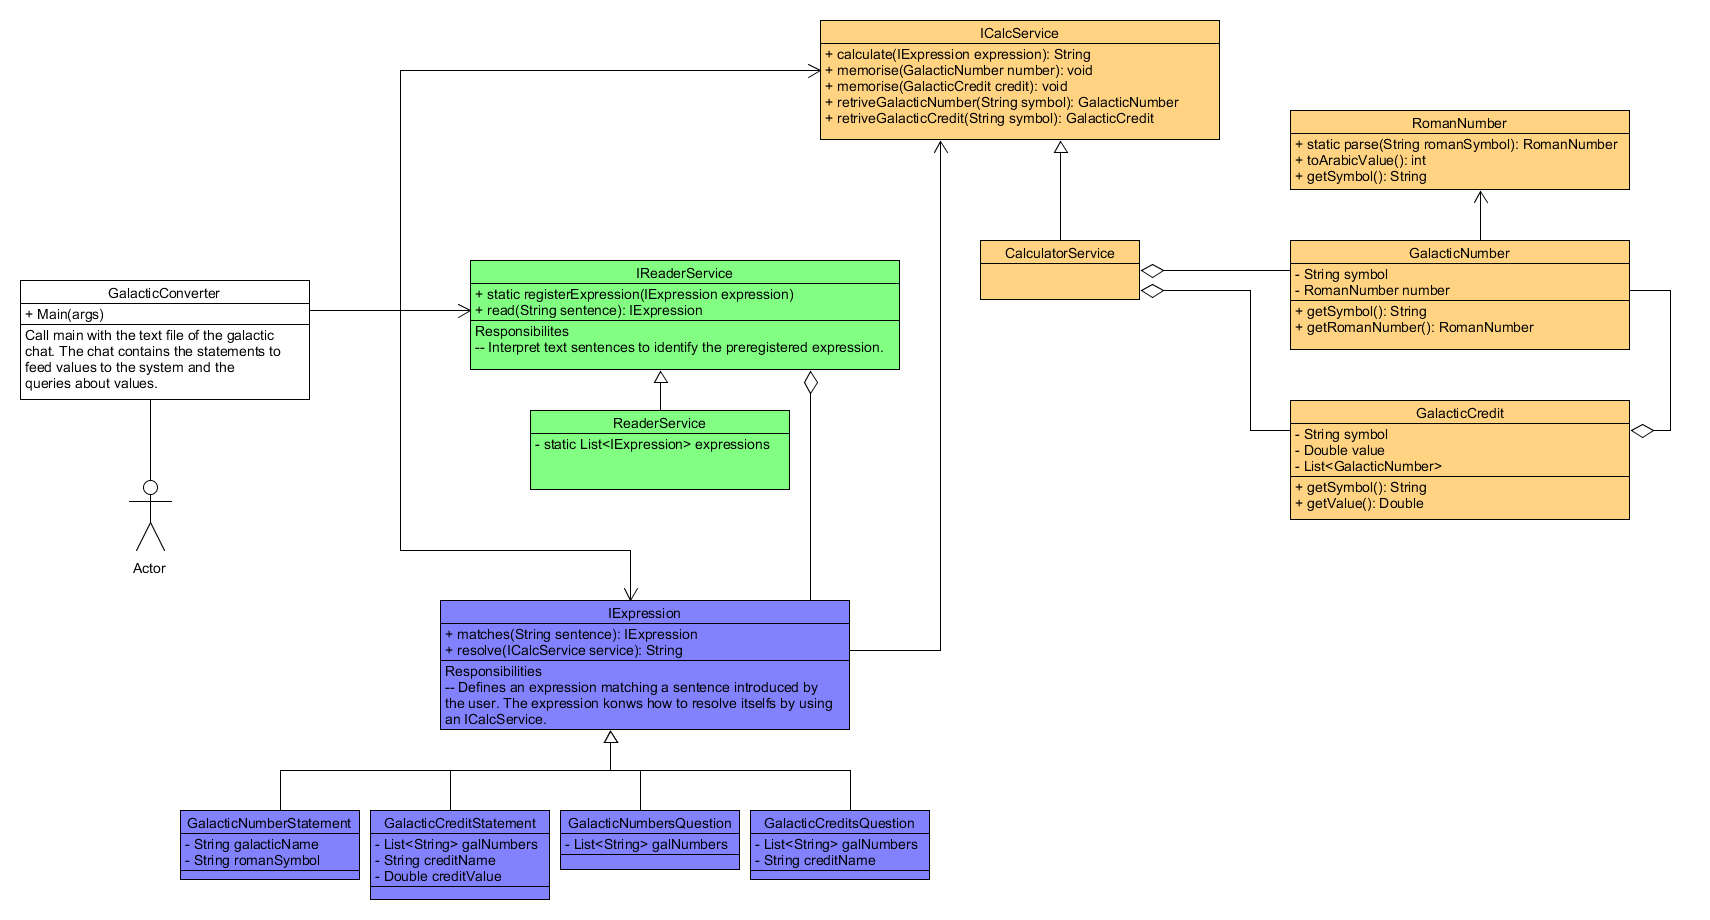 ICalcService
+ calculate(IExpression expression): String
+ memorise(GalacticNumber number): void
+ memorise(GalacticCredit credit): void
+ retriveGalacticNumber(String symbol): GalacticNumber
+ retriveGalacticCredit(String symbol): GalacticCredit
RomanNumber
+ static parse(String romanSymbol): RomanNumber
+ toArabicValue(): int
+ getSymbol(): String
CalculatorService
GalacticNumber
- String symbol
- RomanNumber number
+ getSymbol(): String
+ getRomanNumber(): RomanNumber
GalacticCredit
- String symbol
- Double value
- List<GalacticNumber>
+ getSymbol(): String
+ getValue(): Double
IReaderService
+ static registerExpression(IExpression expression)
+ read(String sentence): IExpression
Responsibilites
-- Interpret text sentences to identify the preregistered expression.
ReaderService
- static List<IExpression> expressions
GalacticConverter
+ Main(args)
Call main with the text file of the galactic
chat. The chat contains the statements to
feed values to the system and the
queries about values.
Actor
IExpression
+ matches(String sentence): IExpression
+ resolve(ICalcService service): String
Responsibilities
-- Defines an expression matching a sentence introduced by
the user. The expression konws how to resolve itselfs by using
an ICalcService.
GalacticNumberStatement
- String galacticName
- String romanSymbol
GalacticCreditStatement
- List<String> galNumbers
- String creditName
- Double creditValue
GalacticNumbersQuestion
- List<String> galNumbers
GalacticCreditsQuestion
- List<String> galNumbers
- String creditName